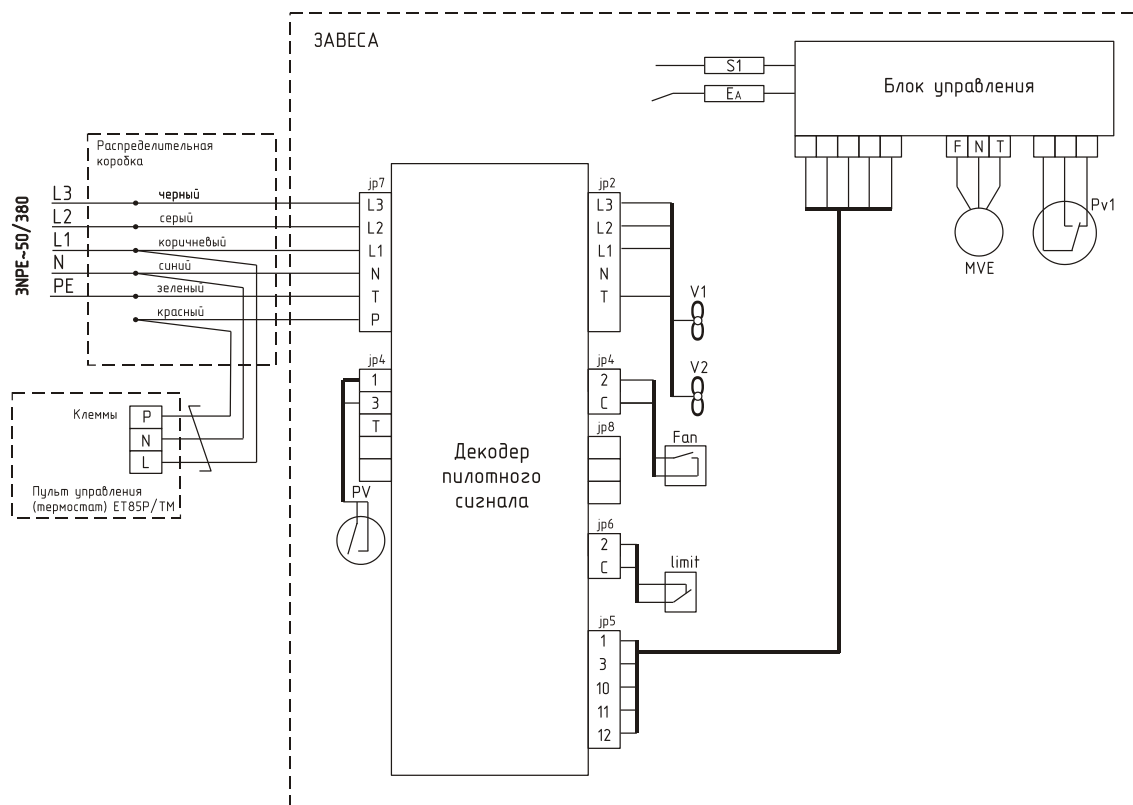 ЗАВЕСА
S1
EA
Блок управления
F N T
Pv1
MVE
Распределительная
коробка
3NPE~50/380
L3 черный
L2 серый
L1 коричневый
N синий
PE зеленый
красный
jp7
L3
L2
L1
N
T
P
jp2
L3
L2
L1
N
T
V1
V2
jp4
1
3
T
PV
jp4
2
C
jp8
Fan
Декодер
пилотного
сигнала
jp6
2
C
limit
jp5
1
3
10
11
12
Клеммы
P
N
L
Пульт управления
(термостат) ET85P/TM